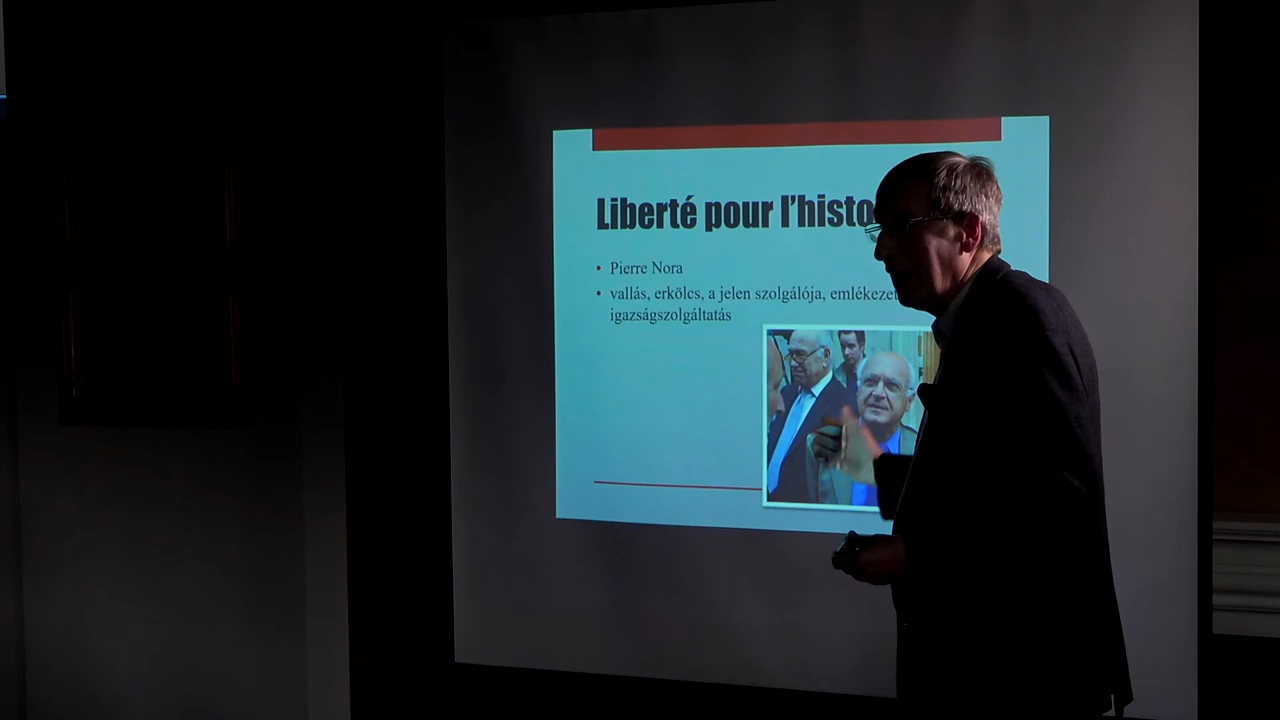 Liberté pour l'histo
• Pierre Nora
• vallás, erkölcs, a jelen szolgálója, emlékezet
igazságszolgáltatás